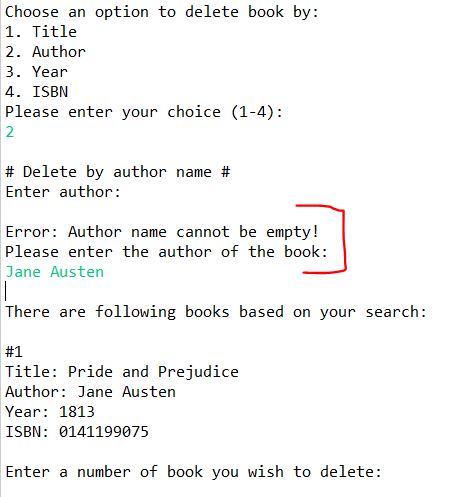 Choose an option to delete book by:
1. Title
2. Author
3. Year
4. ISBN
Please enter your choice (1-4):
2
# Delete by author name #
Enter author:
Error: Author name cannot be empty!
Please enter the author of the book:
Jane Austen
There are following books based on your search:
#1
Title: Pride and Prejudice
Author: Jane Austen
Year: 1813
ISBN: 0141199075
Enter a number of book you wish to delete: